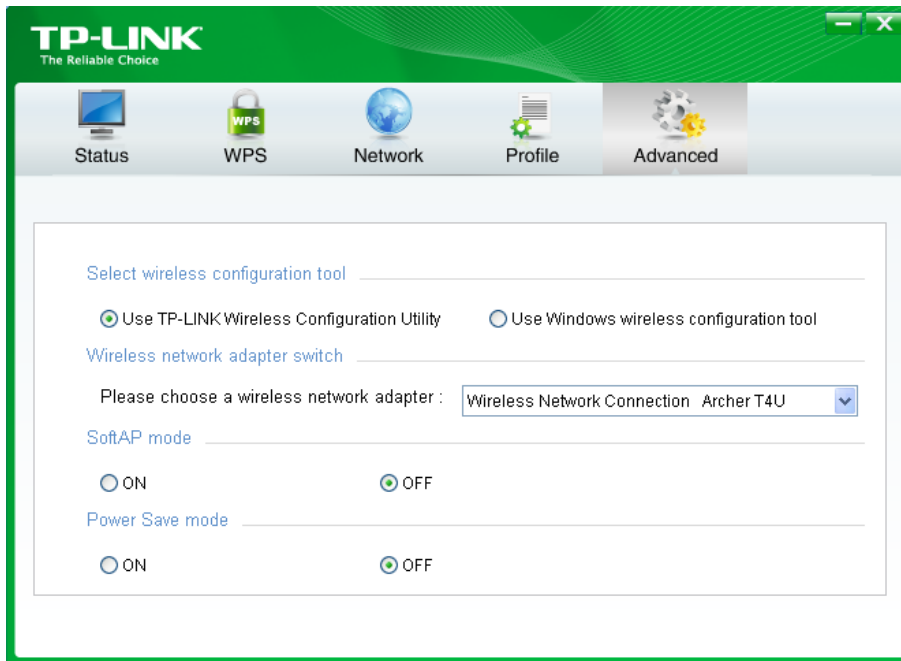 TP-LINK
The Reliable Choice
WPS
Status WPS Network Profile Advanced
Select wireless configuration tool
Use TP-LINK Wireless Configuration Utility Use Windows wireless configuration tool
Wireless network adapter switch
Please choose a wireless network adapter : Wireless Network Connection Archer T4U
SoftAP mode
ON OFF
Power Save mode
ON OFF